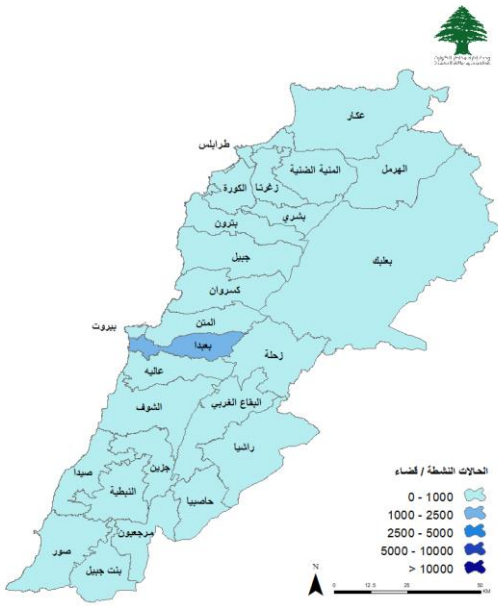 عكار
طرابلس
المنية الضنية
زغرتا
الكورة
الهرمل
بشري
بترون
بعلبك
جبيل
كسروان
المتن
بيروت
بعبدا
زحلة
عاليه
البقاع الغربي
الشوف
راشيا
جزين
صيدا
النبطية
حاصبيا
مرجعيون
صور
بنت جبيل
الحالات النشطة / قضاء
0 - 1000
1000 - 2500
2500 - 5000
5000 - 10000
> 10000
N
0 12.5 25 50
KM